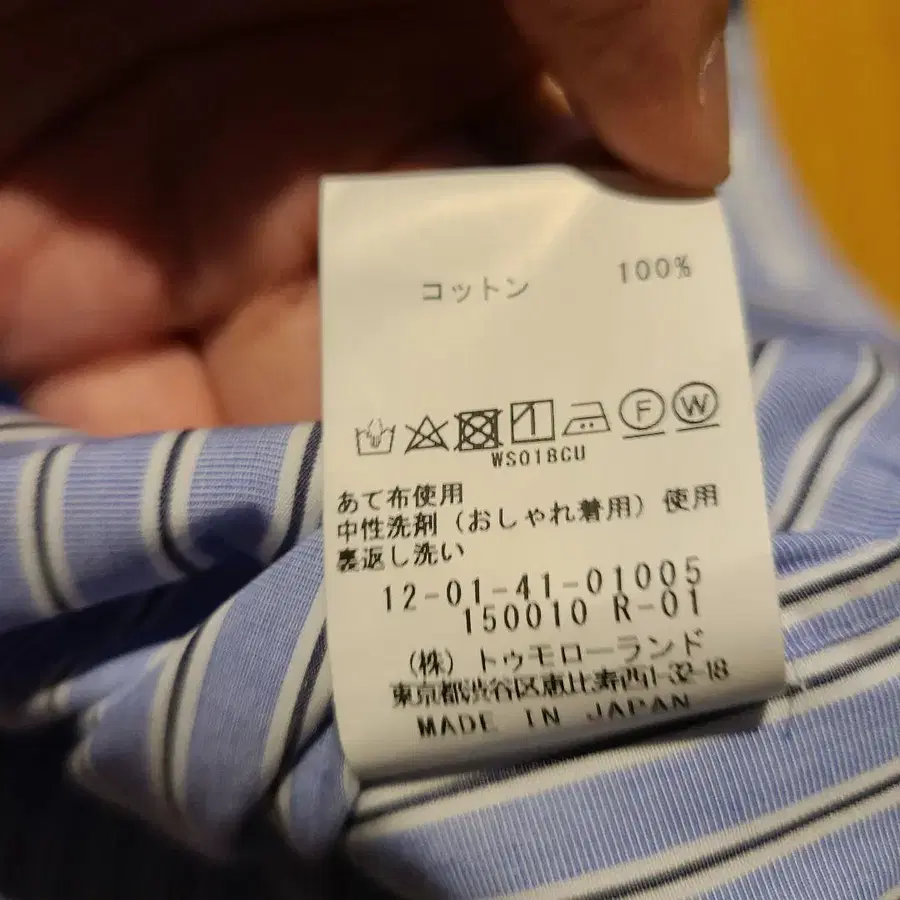 コットン 100%
F W
WS01BCU
あて布使用
中性洗剤（おしゃれ着用）使用
裏返し洗い
12-01-41-01005
150010 R-01
（株）トゥモローランド
東京都渋谷区恵比寿西1-32-18
MADE IN JAPAN